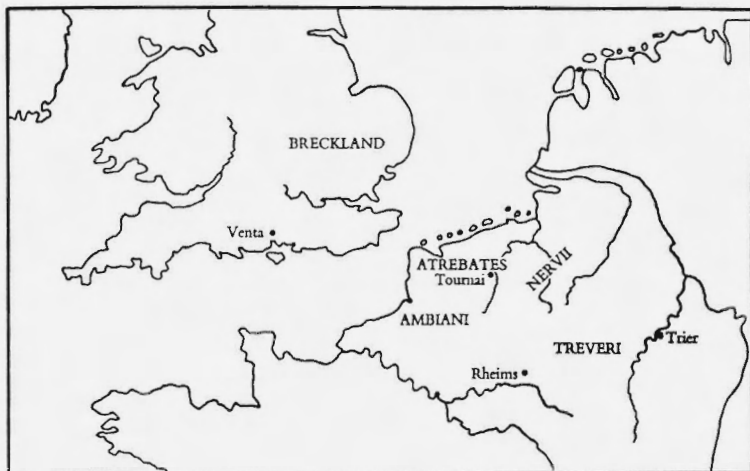 BRECKLAND
Venta
ATREBATES
Tournai
NERVII
AMBIANI
TREVERI
Trier
Rheims